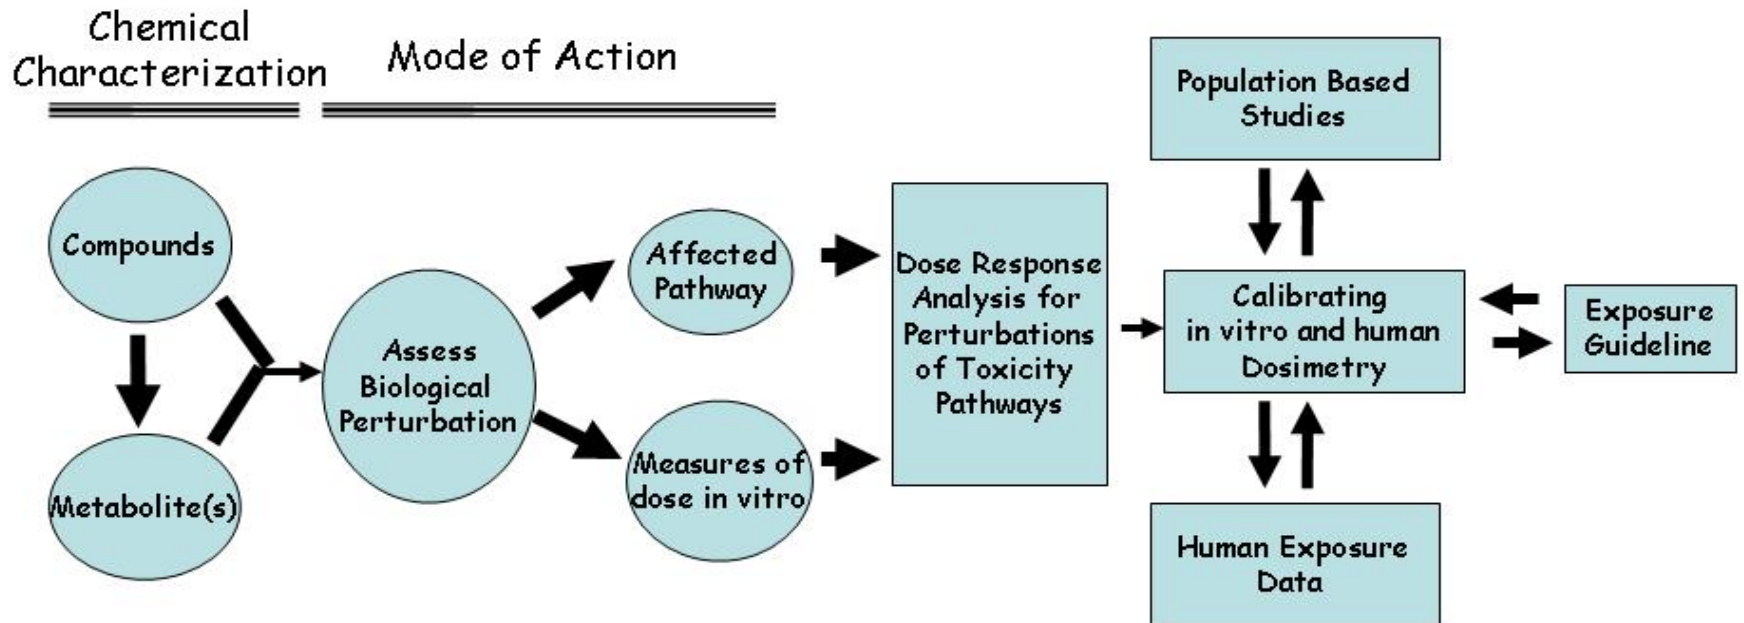 Chemical
Characterization
Mode of Action
Compounds
Metabolite(s)
Assess
Biological
Perturbation
Affected
Pathway
Measures of
dose in vitro
Dose Response
Analysis for
Perturbations
of Toxicity
Pathways
Population Based
Studies
Calibrating
in vitro and human
Dosimetry
Human Exposure
Data
Exposure
Guideline